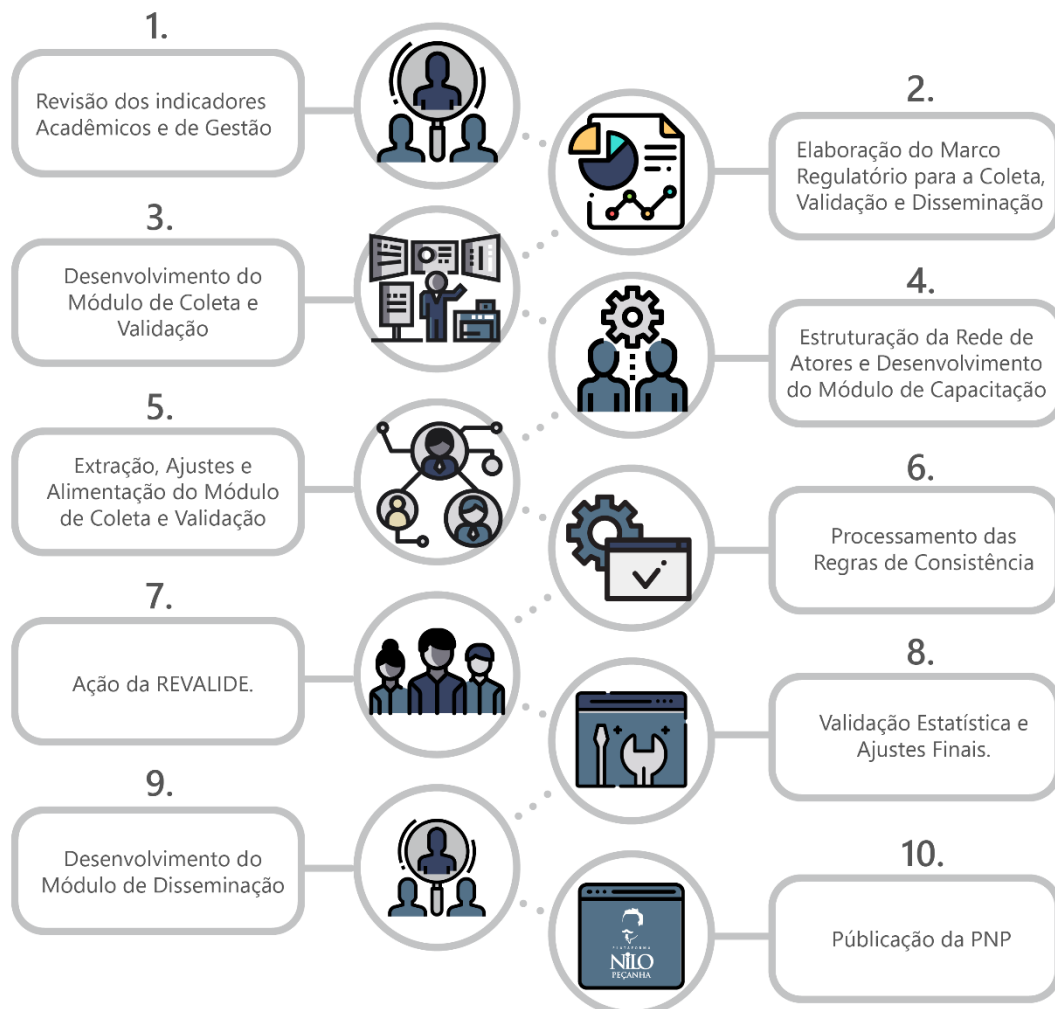 1.
Revisão dos indicadores
Acadêmicos e de Gestão
2.
Elaboração do Marco
Regulatório para a Coleta,
Validação e Disseminação
3.
Desenvolvimento do
Módulo de Coleta e
Validação
4.
Estruturação da Rede de
Atores e Desenvolvimento
do Módulo de Capacitação
5.
Extração, Ajustes e
Alimentação do Módulo
de Coleta e Validação
6.
Processamento das
Regras de Consistência
7.
Ação da REVALIDE.
8.
Validação Estatística e
Ajustes Finais.
9.
Desenvolvimento do
Módulo de Disseminação
10.
Públicação da PNP
PLATAFORMA
NILO
PEÇANHA